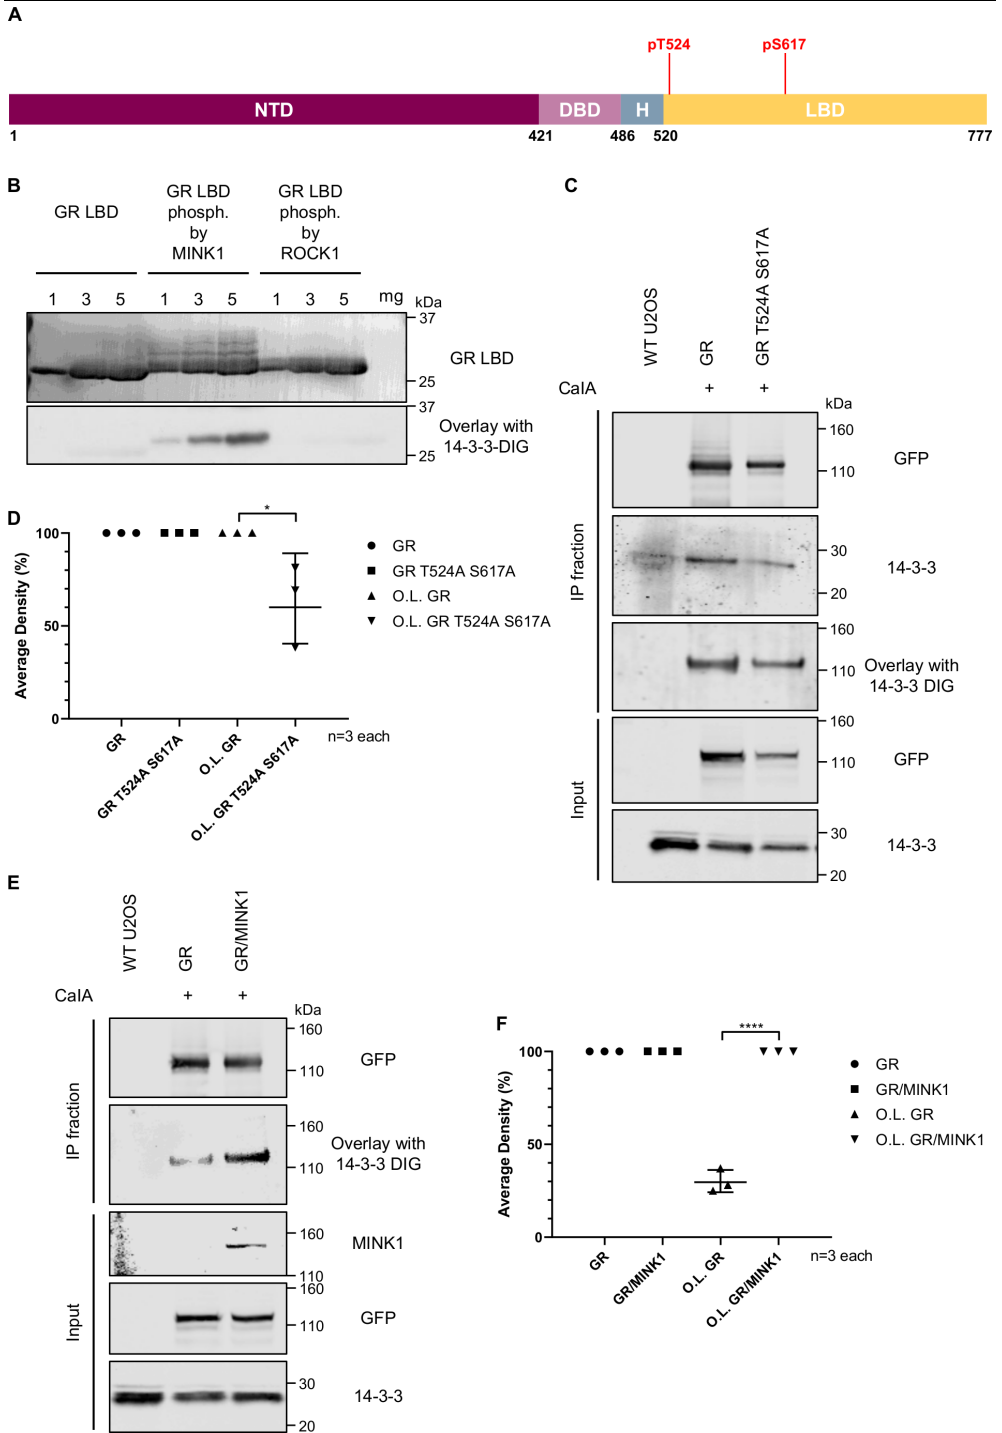 A
pT524 pS617
NTD DBD H LBD
1 421 486 520 777
B
GR LBD
GR LBD
phosph.
by
MINK1
GR LBD
phosph.
by
ROCK1
1 3 5 1 3 5 1 3 5 mg kDa
37
GR LBD
25
37
Overlay with
14-3-3-DIG
25
C
WT U2OS
GR
GR T524A S617A
CalA + +
kDa
IP fraction
160
GFP
110
30
14-3-3
20
160
110
Overlay with
14-3-3 DIG
Input
160
GFP
110
30
14-3-3
20
D
Average Density (%)
100
50
0
*
GR
GR T524A S617A
O.L. GR
O.L. GR T524A S617A
GR
GR T524A S617A
O.L. GR
O.L. GR T524A S617A
n=3 each
E
WT U2OS
GR
GR/MINK1
CalA + +
kDa
IP fraction
160
GFP
110
160
Overlay with
14-3-3 DIG
110
Input
160
MINK1
110
160
GFP
110
30
14-3-3
20
F
Average Density (%)
100
50
0
****
GR
GR/MINK1
O.L. GR
O.L. GR/MINK1
GR
GR/MINK1
O.L. GR
O.L. GR/MINK1
n=3 each